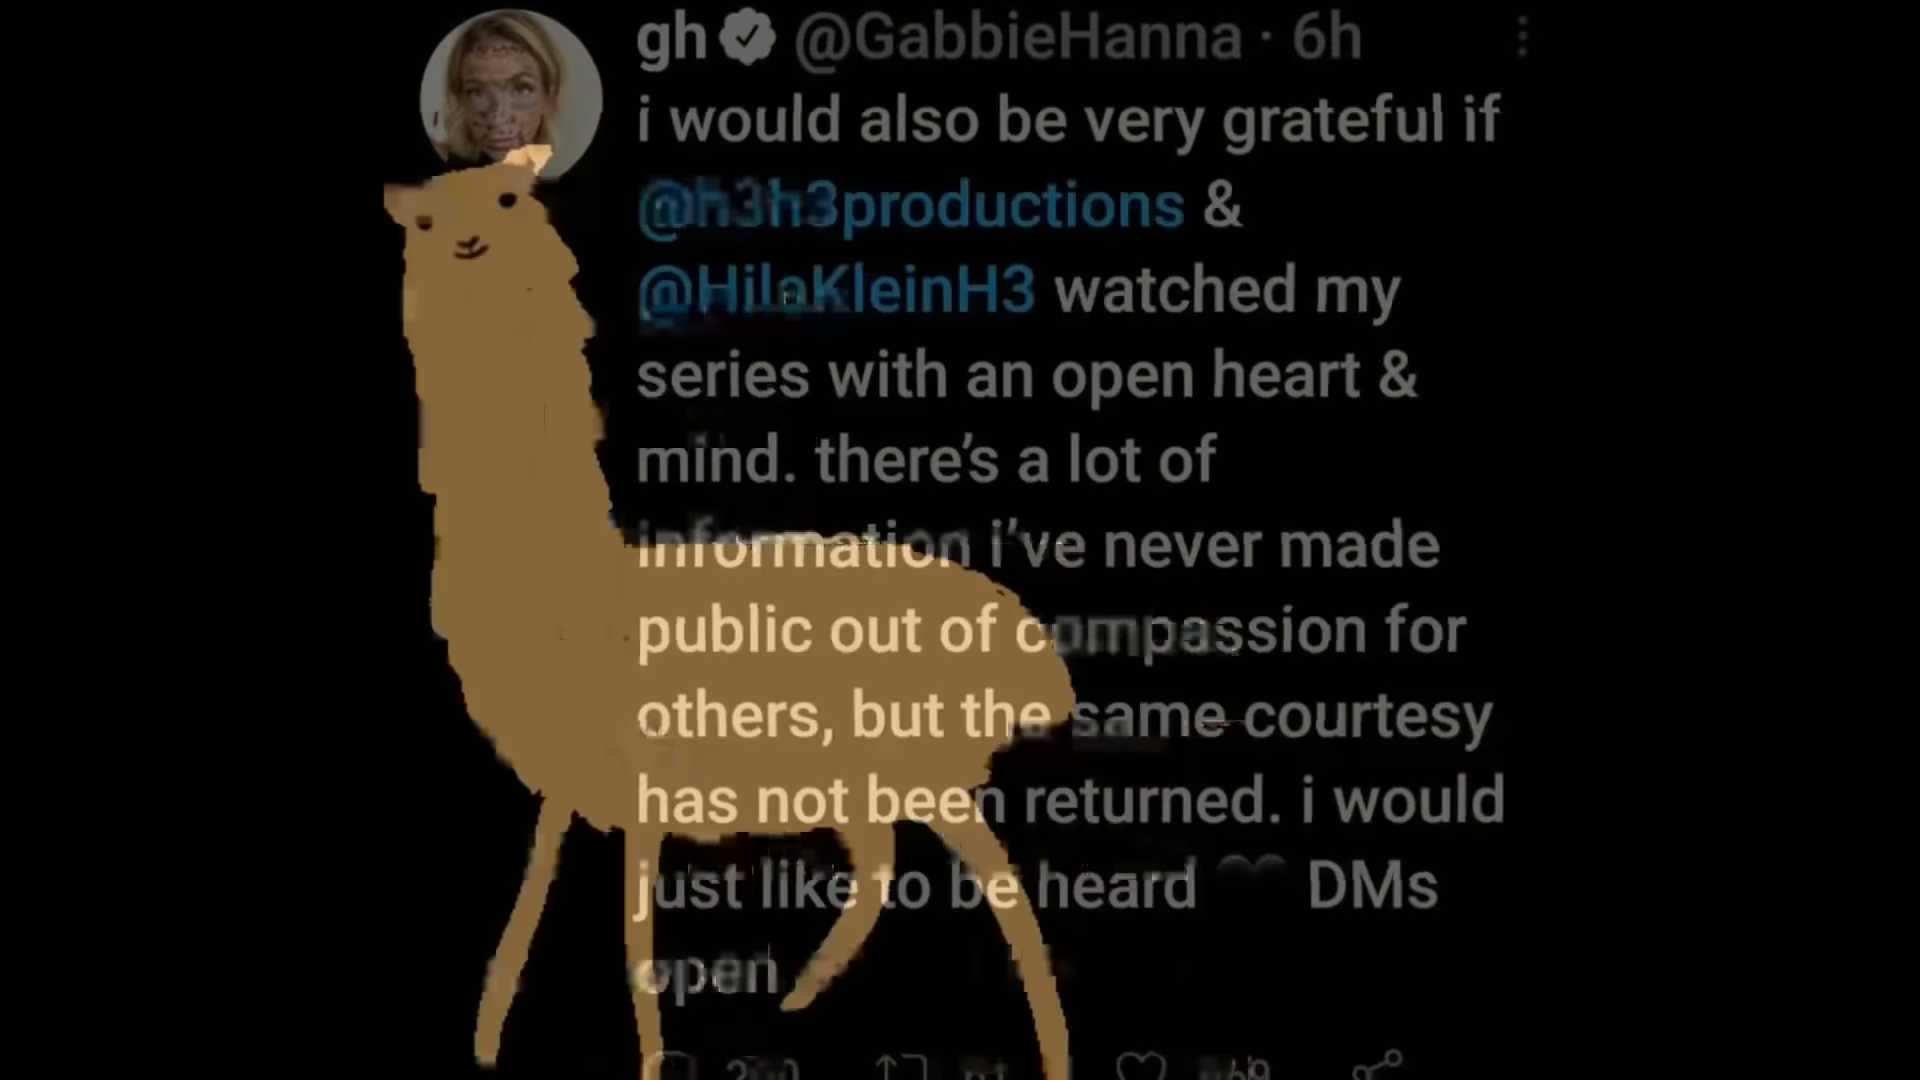 gh @GabbieHanna · 6h
i would also be very grateful if
@h3h3productions &
@HilaKleinH3 watched my
series with an open heart &
mind. there’s a lot of
information i’ve never made
public out of compassion for
others, but the same courtesy
has not been returned. i would
just like to be heard DMs
open